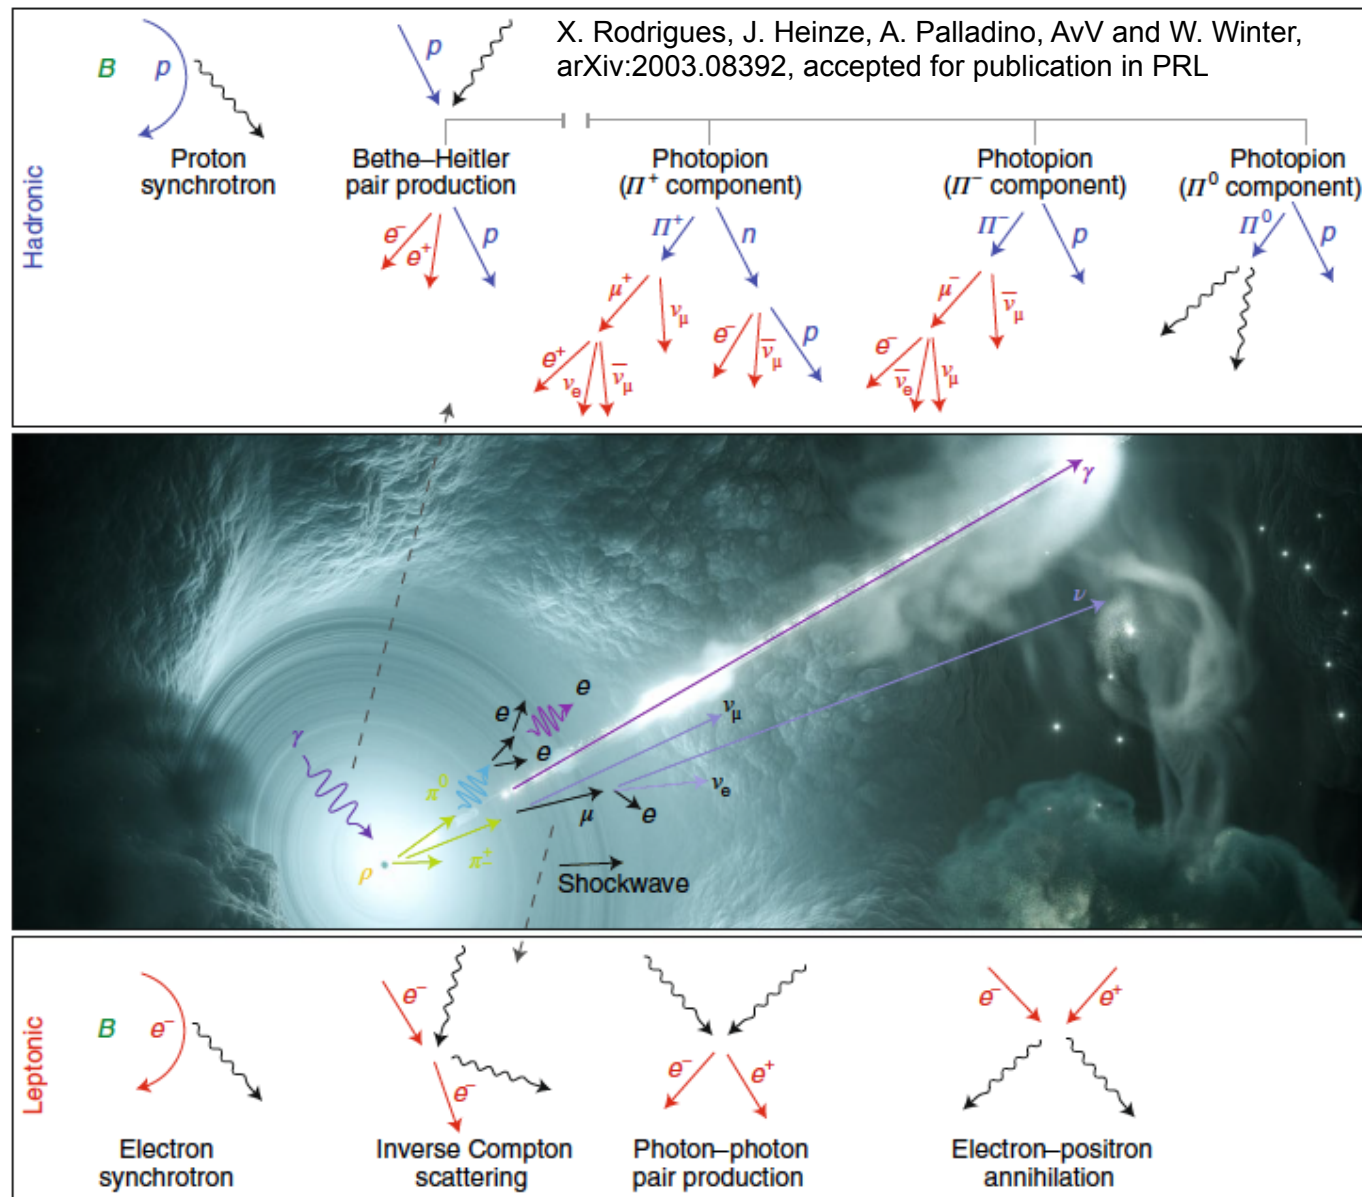 X. Rodrigues, J. Heinze, A. Palladino, AvV and W. Winter,
arXiv:2003.08392, accepted for publication in PRL
Hadronic
B p
Proton
synchrotron
p
Bethe–Heitler
pair production
e⁻ e⁺ p
Photopion
(Π⁺ component)
Π⁺ n
μ⁺ ν_μ
e⁻ ν̄_μ p
e⁺ ν_e ν̄_μ
Photopion
(Π⁻ component)
Π⁻ p
μ⁻ ν̄_μ
e⁻ ν̄_e ν_μ
Photopion
(Π⁰ component)
Π⁰ p
γ
ν
e
e
e
ν_μ
γ
π⁰
ν_e
μ
e
ρ
π±
Shockwave
Leptonic
B e⁻
Electron
synchrotron
e⁻
e⁻
Inverse Compton
scattering
e⁻ e⁺
Photon–photon
pair production
e⁻ e⁺
Electron–positron
annihilation